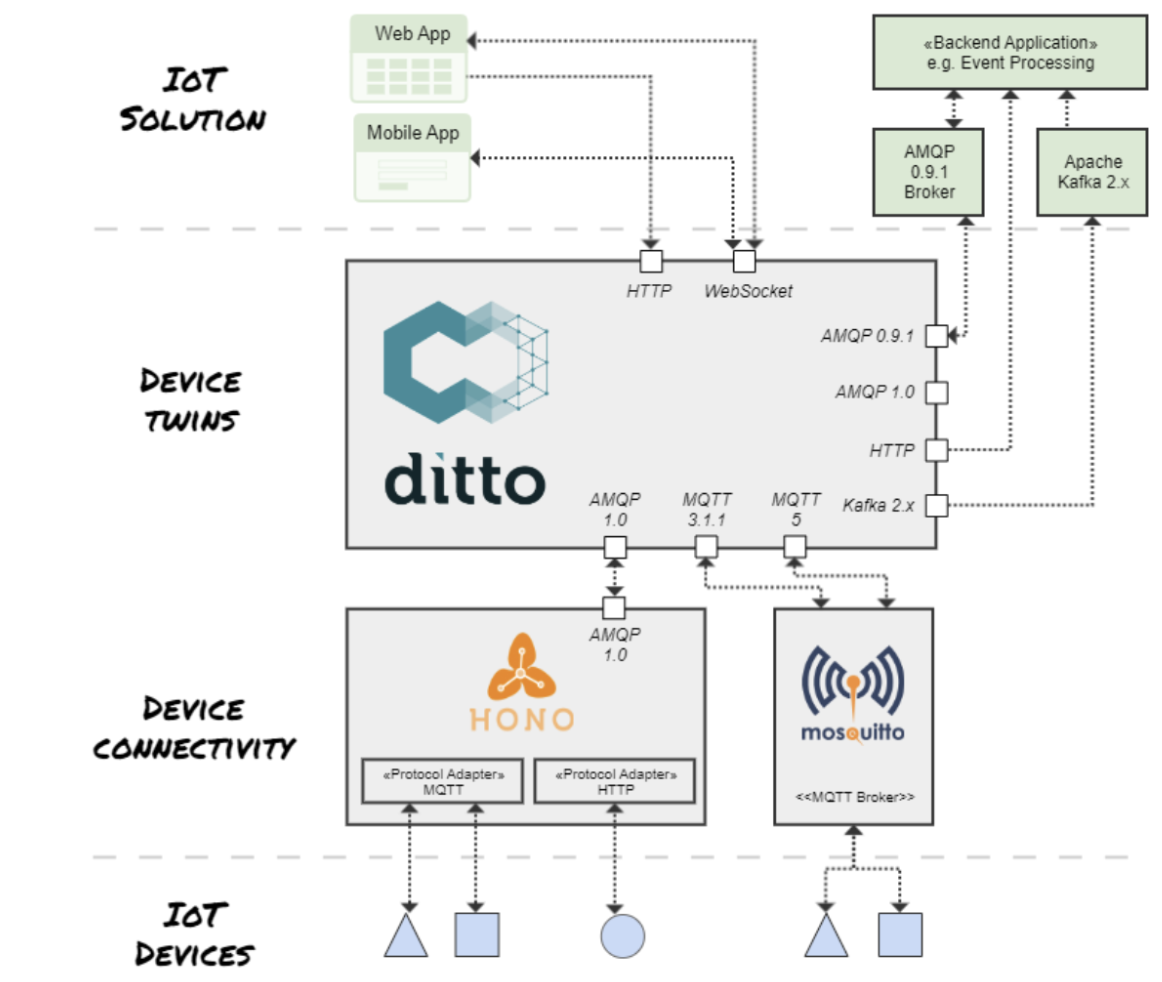 IoT
Solution
Web App
Mobile App
«Backend Application»
e.g. Event Processing
AMQP
0.9.1
Broker
Apache
Kafka 2.x
Device
twins
HTTP
WebSocket
AMQP 0.9.1
AMQP 1.0
HTTP
Kafka 2.x
ditto
AMQP
1.0
MQTT
3.1.1
MQTT
5
Device
connectivity
AMQP
1.0
HONO
«Protocol Adapter»
MQTT
«Protocol Adapter»
HTTP
mosquitto
<<MQTT Broker>>
IoT
Devices